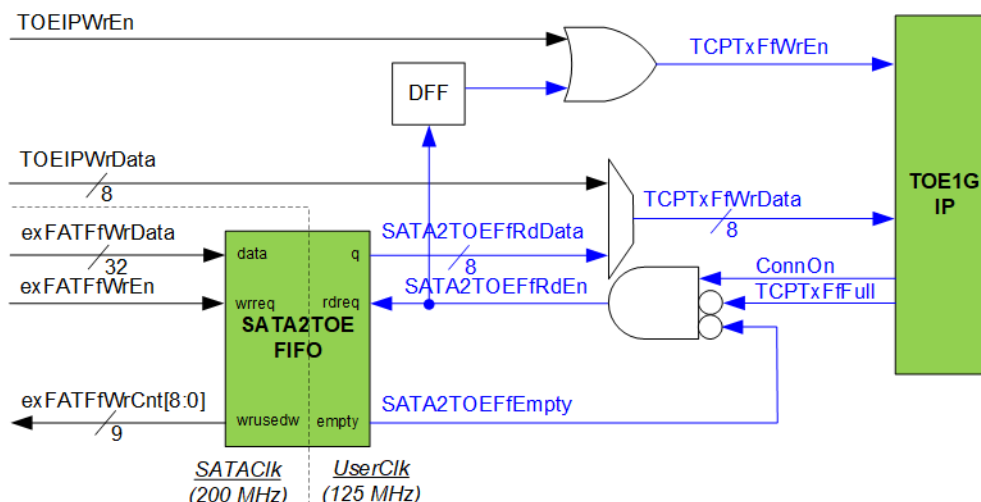 TOEIPWrEn
TCPTxFfWrEn
DFF
TOEIPWrData
8
TOE1G
IP
TCPTxFfWrData
8
exFATFfWrData
32
data
q
SATA2TOEFfRdData
8
ConnOn
exFATFfWrEn
wrreq
rdreq
SATA2TOEFfRdEn
TCPTxFfFull
SATA2TOE
FIFO
exFATFfWrCnt[8:0]
9
wrusedw
empty
SATA2TOEFfEmpty
SATAClk
(200 MHz)
UserClk
(125 MHz)